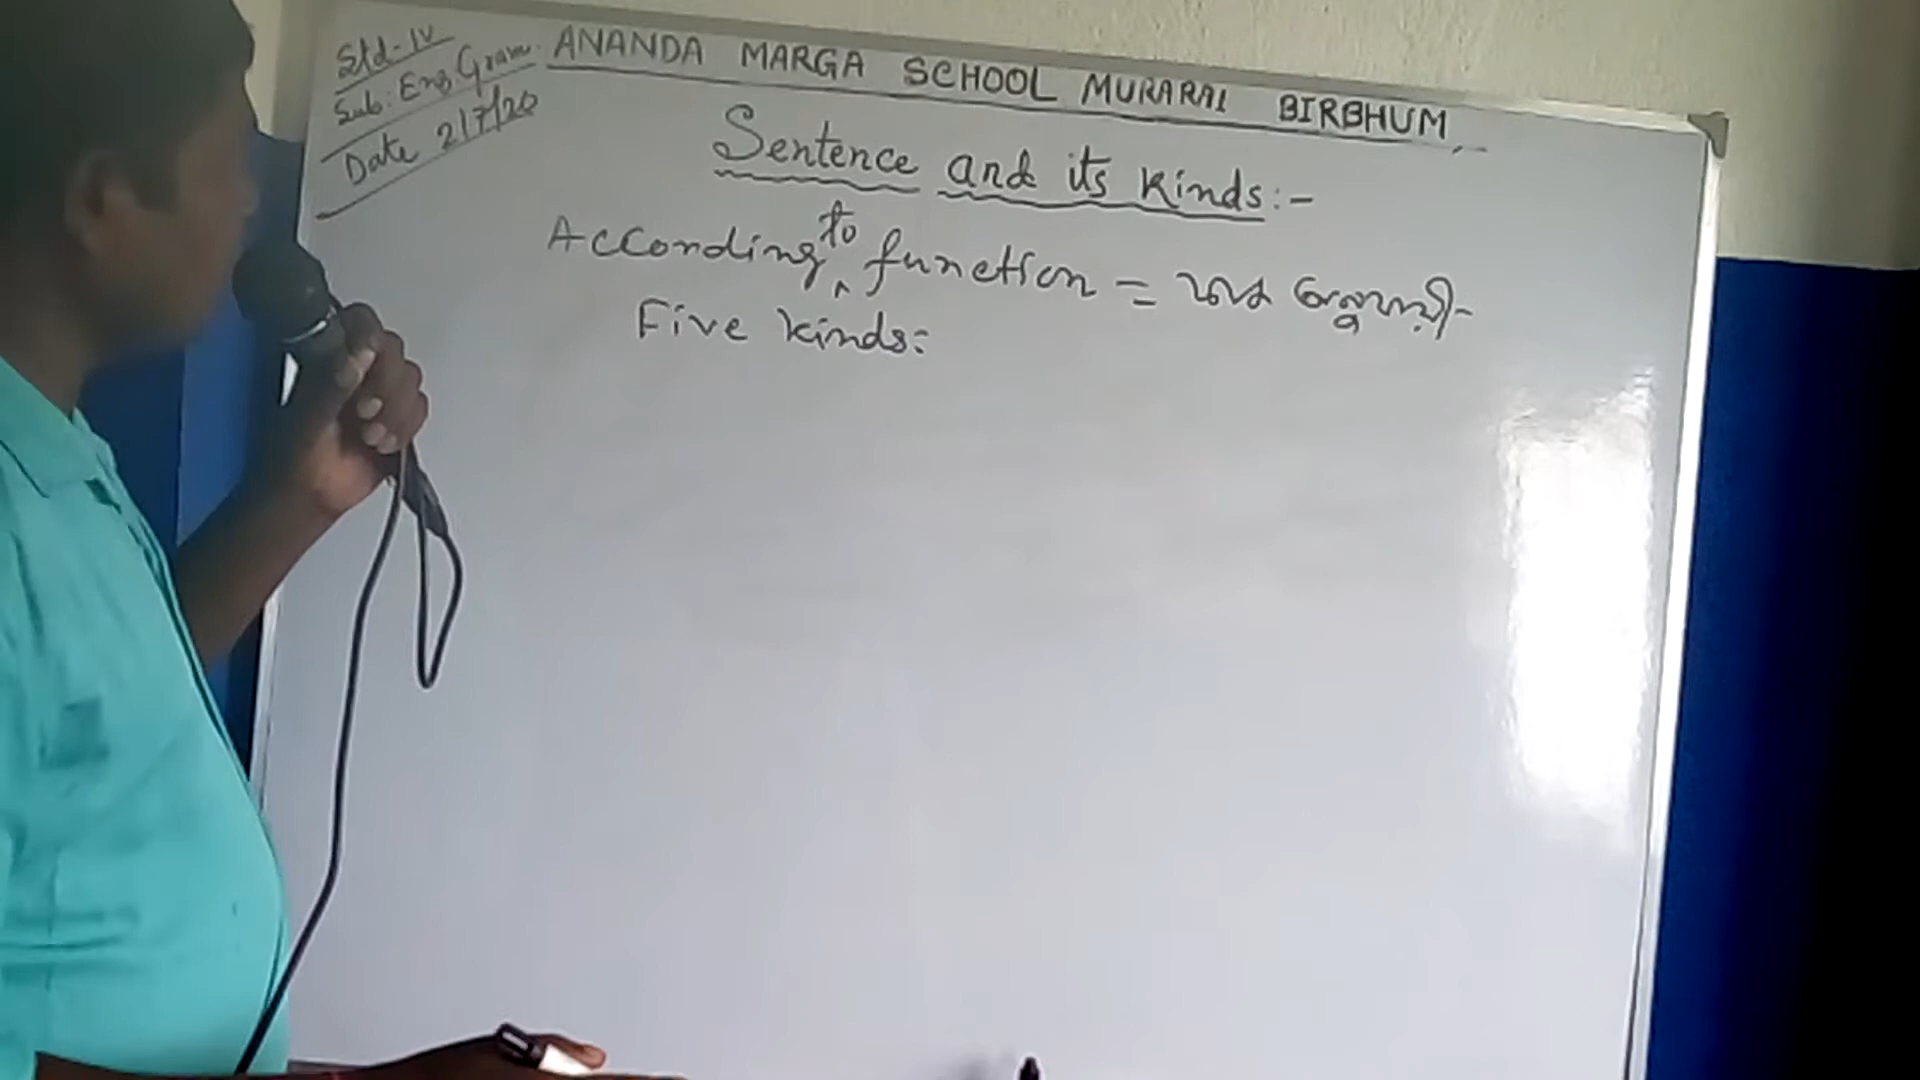 Std-IV
Sub: Eng. Gram.
Date 2/7/20
ANANDA MARGA SCHOOL MURARAI BIRBHUM
Sentence and its kinds:-
According to function =
Five kinds: